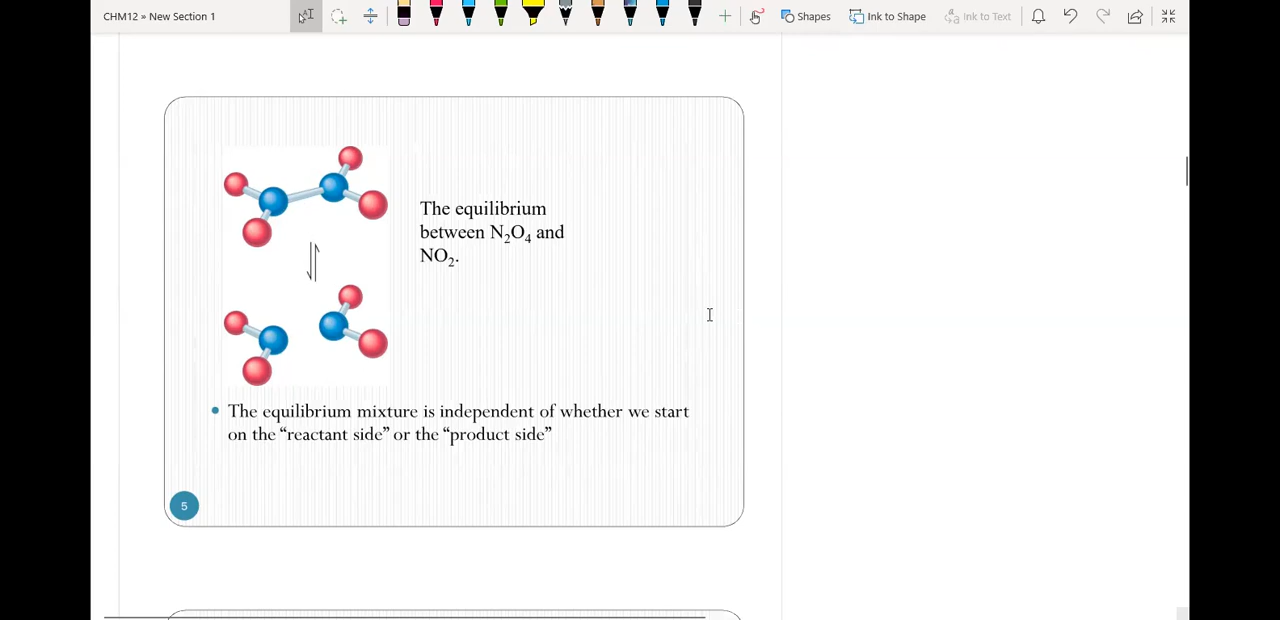 CHM12 » New Section 1
Shapes
Ink to Shape
Ink to Text
The equilibrium
between N₂O₄ and
NO₂.
• The equilibrium mixture is independent of whether we start
on the “reactant side” or the “product side”
5